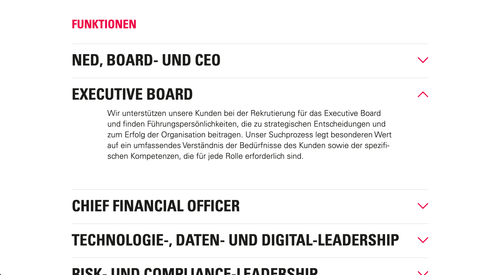 FUNKTIONEN
NED, BOARD- UND CEO
EXECUTIVE BOARD
Wir unterstützen unsere Kunden bei der Rekrutierung für das Executive Board
und finden Führungspersönlichkeiten, die zu strategischen Entscheidungen und
zum Erfolg der Organisation beitragen. Unser Suchprozess legt besonderen Wert
auf ein umfassendes Verständnis der Bedürfnisse des Kunden sowie der spezifi-
schen Kompetenzen, die für jede Rolle erforderlich sind.
CHIEF FINANCIAL OFFICER
TECHNOLOGIE-, DATEN- UND DIGITAL-LEADERSHIP
RISK- UND COMPLIANCE-LEADERSHIP